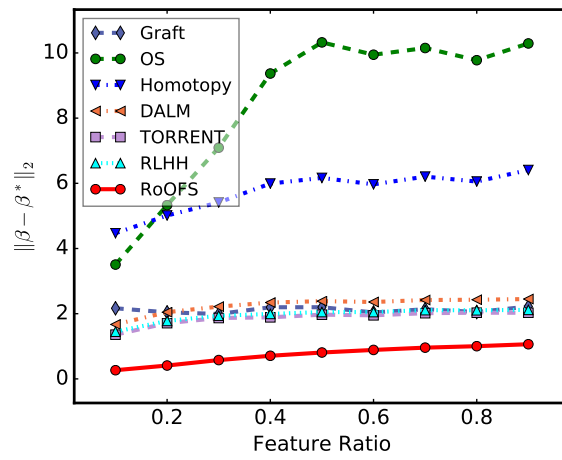 Graft
OS
Homotopy
DALM
TORRENT
RLHH
RoOFS
10
8
6
4
2
0
‖β − β*‖₂
0.2 0.4 0.6 0.8
Feature Ratio